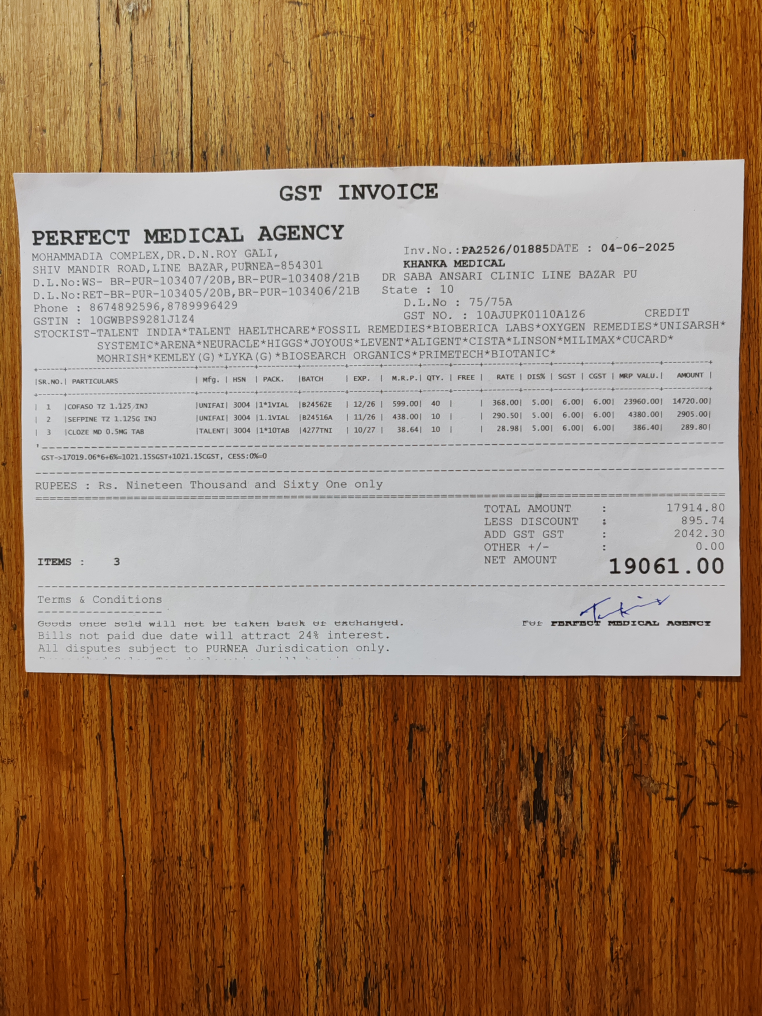 GST INVOICE
PERFECT MEDICAL AGENCY
MOHAMMADIA COMPLEX,DR.D.N.ROY GALI,
SHIV MANDIR ROAD,LINE BAZAR,PURNEA-854301
D.L.No:WS- BR-PUR-103407/20B,BR-PUR-103408/21B
D.L.No:RET-BR-PUR-103405/20B,BR-PUR-103406/21B
Phone : 8674892596,8789996429
GSTIN : 10GWBPS9281J1Z4
Inv.No.:PA2526/01885DATE : 04-06-2025
KHANKA MEDICAL
DR SABA ANSARI CLINIC LINE BAZAR PU
State : 10
D.L.No : 75/75A
GST NO. : 10AJUPK0110A1Z6 CREDIT
STOCKIST-TALENT INDIA*TALENT HAELTHCARE*FOSSIL REMEDIES*BIOBERICA LABS*OXYGEN REMEDIES*UNISARSH*
SYSTEMIC*ARENA*NEURACLE*HIGGS*JOYOUS*LEVENT*ALIGENT*CISTA*LINSON*MILIMAX*CUCARD*
MOHRISH*KEMLEY(G)*LYKA(G)*BIOSEARCH ORGANICS*PRIMETECH*BIOTANIC*
|SR.NO.| PARTICULARS | Mfg. | HSN | PACK. |BATCH | EXP. | M.R.P.| QTY. | FREE | RATE | DIS% | SGST | CGST | MRP VALU.| AMOUNT |
| 1 |COFASO TZ 1.125 INJ |UNIFAI| 3004 |1*1VIAL |B24562E | 12/26 | 599.00| 40 | | 368.00| 5.00| 6.00| 6.00| 23960.00| 14720.00|
| 2 |SEFPINE TZ 1.125G INJ |UNIFAI| 3004 |1.1VIAL |B24516A | 11/26 | 438.00| 10 | | 290.50| 5.00| 6.00| 6.00| 4380.00| 2905.00|
| 3 |CLOZE MD 0.5MG TAB |TALENT| 3004 |1*10TAB |4277TNI | 10/27 | 38.64| 10 | | 28.98| 5.00| 6.00| 6.00| 386.40| 289.80|
GST->17019.06*6+6%=1021.15SGST+1021.15CGST, CESS:0%=0
RUPEES : Rs. Nineteen Thousand and Sixty One only
TOTAL AMOUNT : 17914.80
LESS DISCOUNT : 895.74
ADD GST GST : 2042.30
OTHER +/- : 0.00
ITEMS : 3
NET AMOUNT 19061.00
Terms & Conditions
Goods once sold will not be taken back or exchanged.
For PERFECT MEDICAL AGENCY
Bills not paid due date will attract 24% interest.
All disputes subject to PURNEA Jurisdication only.